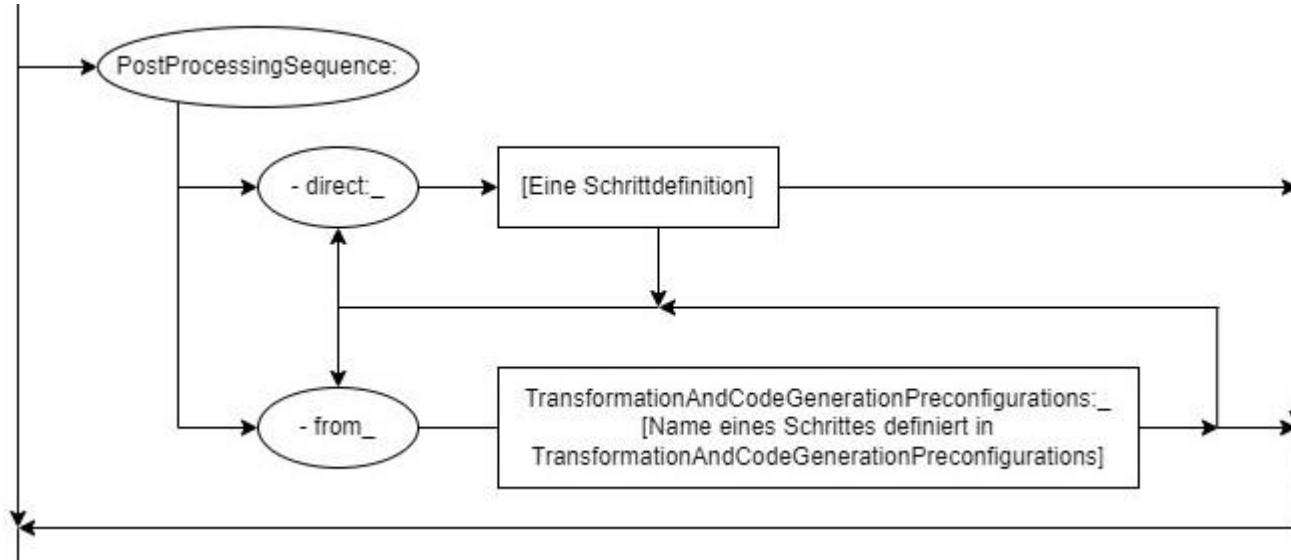 PostProcessingSequence:
- direct:_
[Eine Schrittdefinition]
- from_
TransformationAndCodeGenerationPreconfigurations:_
[Name eines Schrittes definiert in
TransformationAndCodeGenerationPreconfigurations]